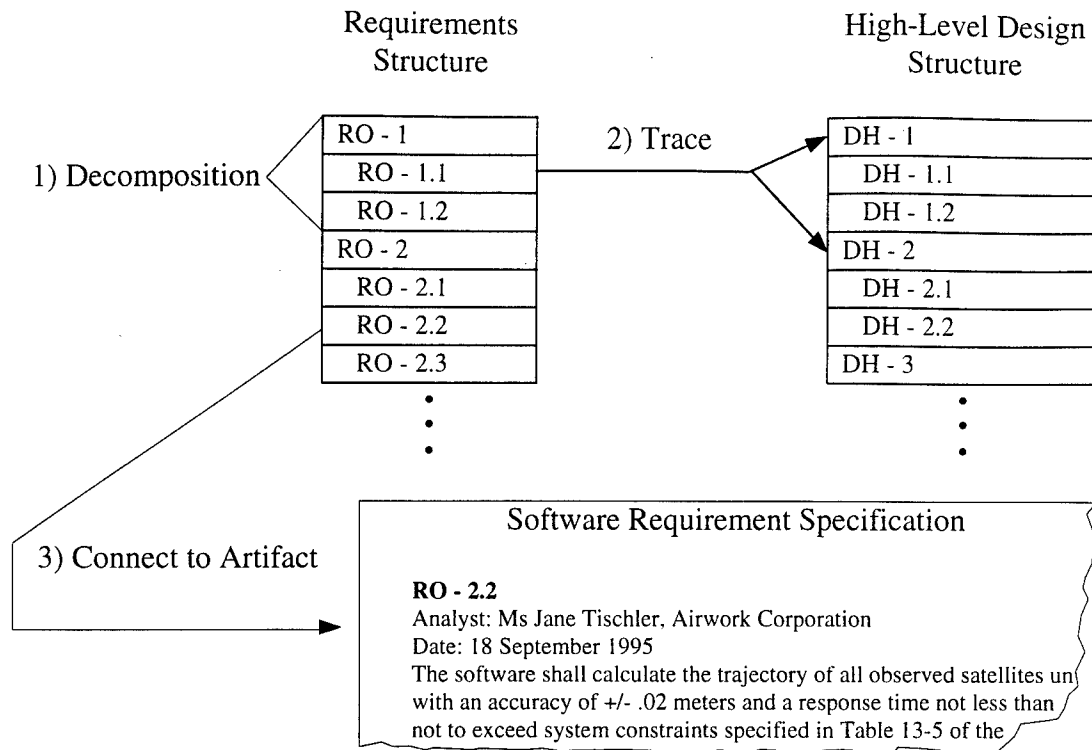 Requirements
Structure
High-Level Design
Structure
1) Decomposition
RO - 1
RO - 1.1
RO - 1.2
RO - 2
RO - 2.1
RO - 2.2
RO - 2.3
2) Trace
DH - 1
DH - 1.1
DH - 1.2
DH - 2
DH - 2.1
DH - 2.2
DH - 3
3) Connect to Artifact
Software Requirement Specification
RO - 2.2
Analyst: Ms Jane Tischler, Airwork Corporation
Date: 18 September 1995
The software shall calculate the trajectory of all observed satellites un
with an accuracy of +/- .02 meters and a response time not less than
not to exceed system constraints specified in Table 13-5 of the